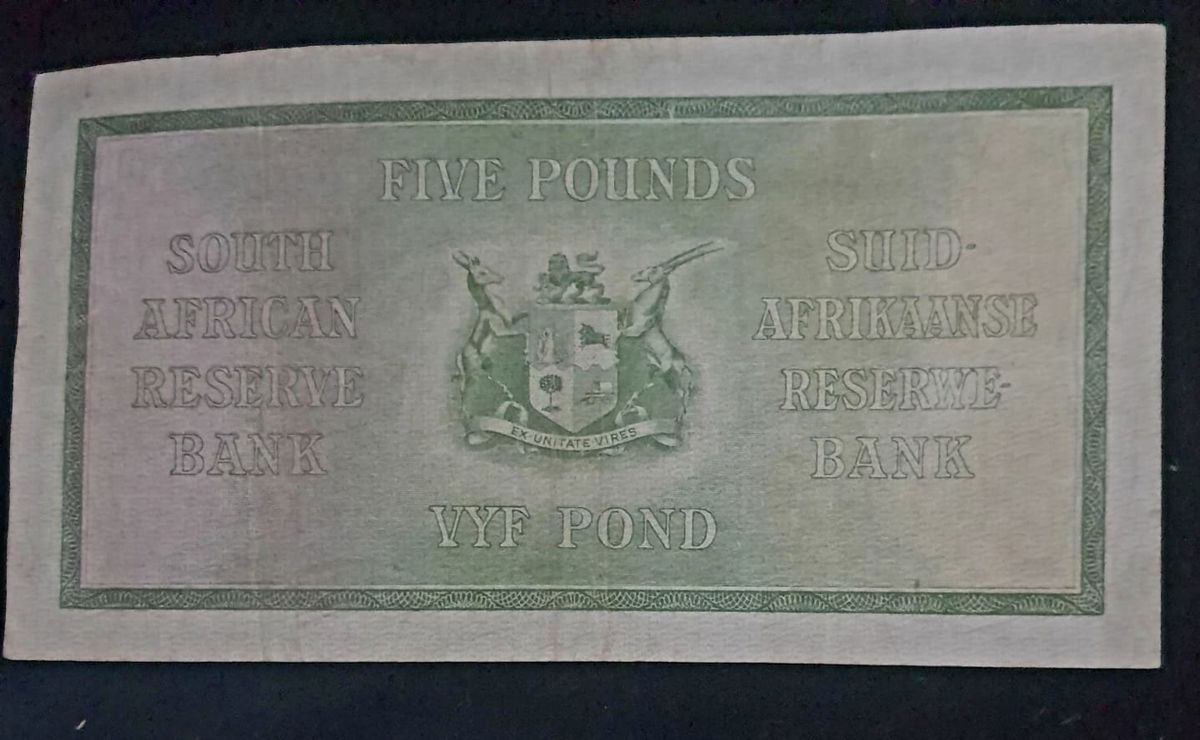 FIVE POUNDS
SOUTH
AFRICAN
RESERVE
BANK
SUID-
AFRIKAANSE
RESERWE-
BANK
EX·UNITATE·VIRES
VYF POND